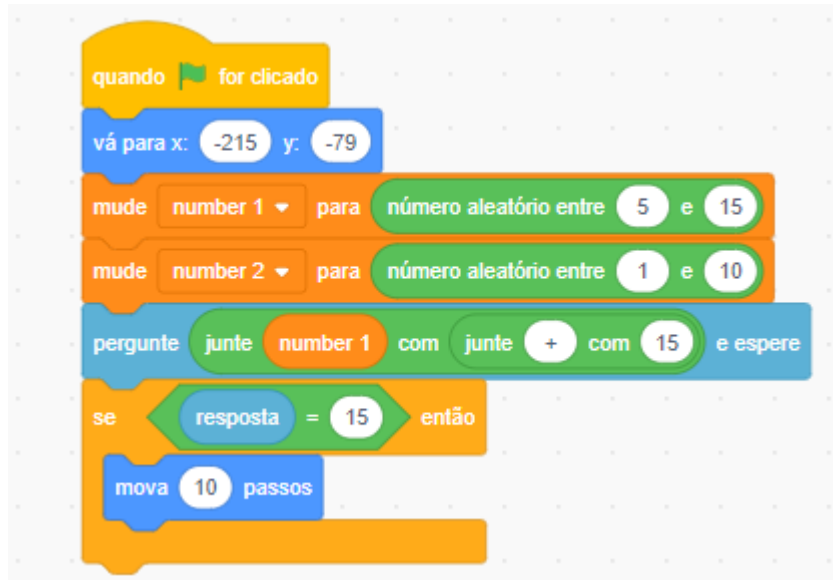 quando for clicado
vá para x: -215 y: -79
mude number 1 para número aleatório entre 5 e 15
mude number 2 para número aleatório entre 1 e 10
pergunte junte number 1 com junte + com 15 e espere
se resposta = 15 então
mova 10 passos